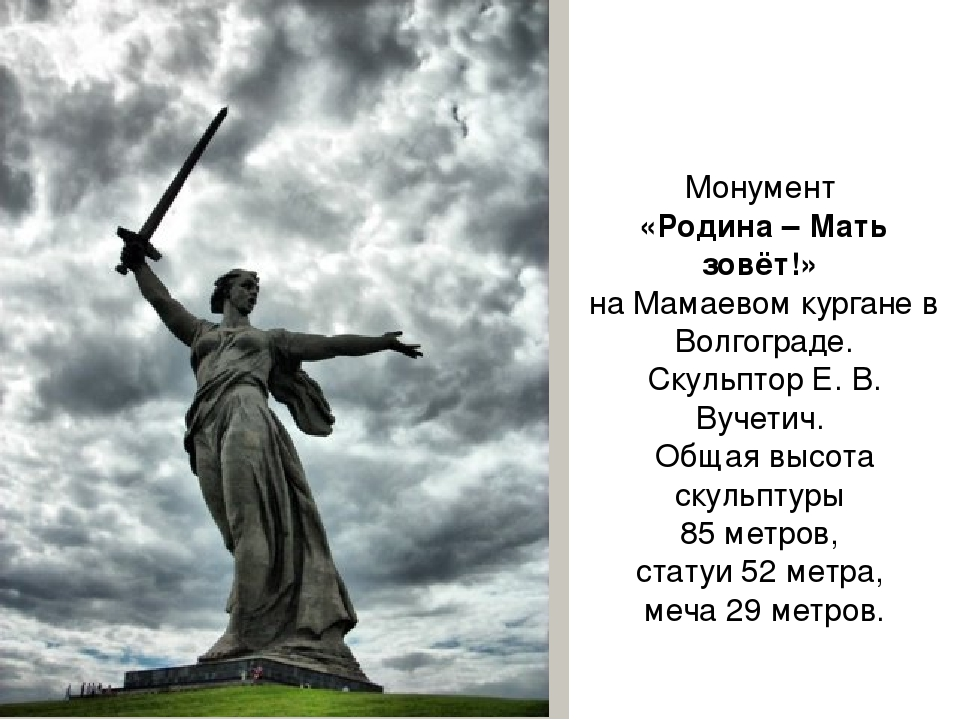 Монумент
«Родина – Мать
зовёт!»
на Мамаевом кургане в
Волгограде.
Скульптор Е. В.
Вучетич.
Общая высота
скульптуры
85 метров,
статуи 52 метра,
меча 29 метров.